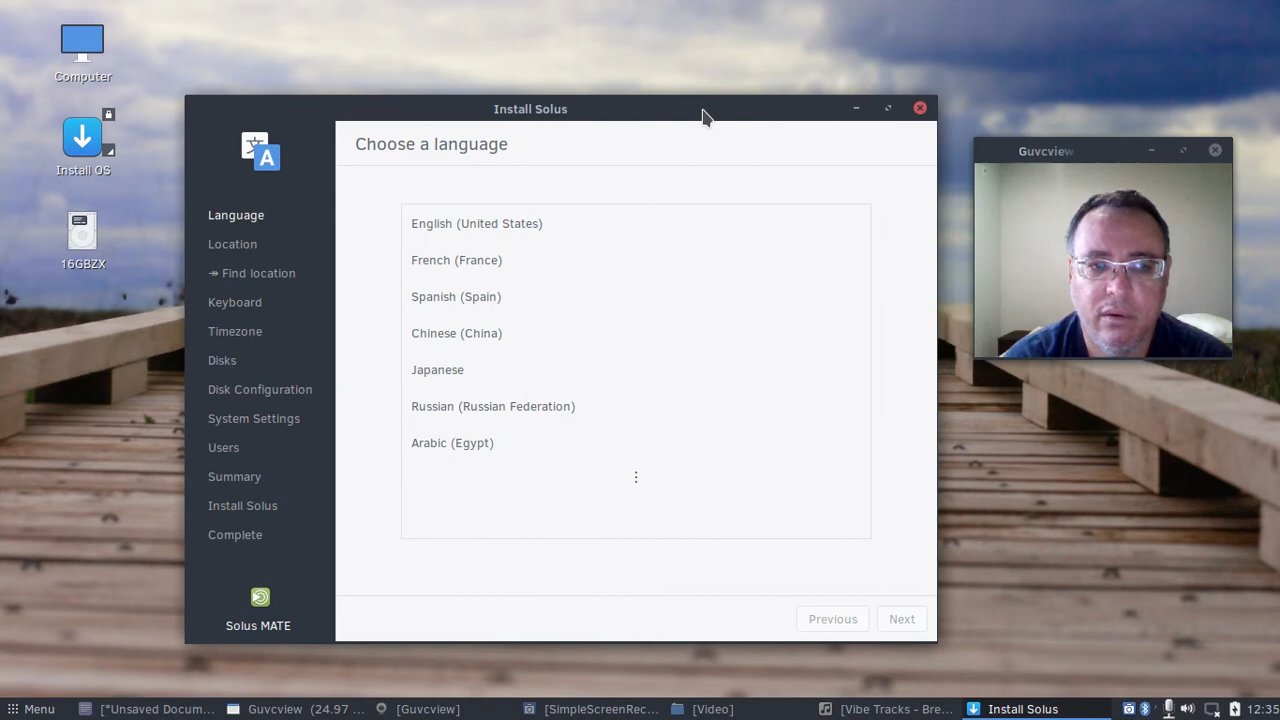 Computer
Install OS
16GBZX
Install Solus
Choose a language
Language
Location
↠ Find location
Keyboard
Timezone
Disks
Disk Configuration
System Settings
Users
Summary
Install Solus
Complete
Solus MATE
English (United States)
French (France)
Spanish (Spain)
Chinese (China)
Japanese
Russian (Russian Federation)
Arabic (Egypt)
Previous
Next
Guvcview
Menu
[*Unsaved Docum...
Guvcview (24.97 ...
[Guvcview]
[SimpleScreenRec...
[Video]
[Vibe Tracks - Bre...
Install Solus
12:35